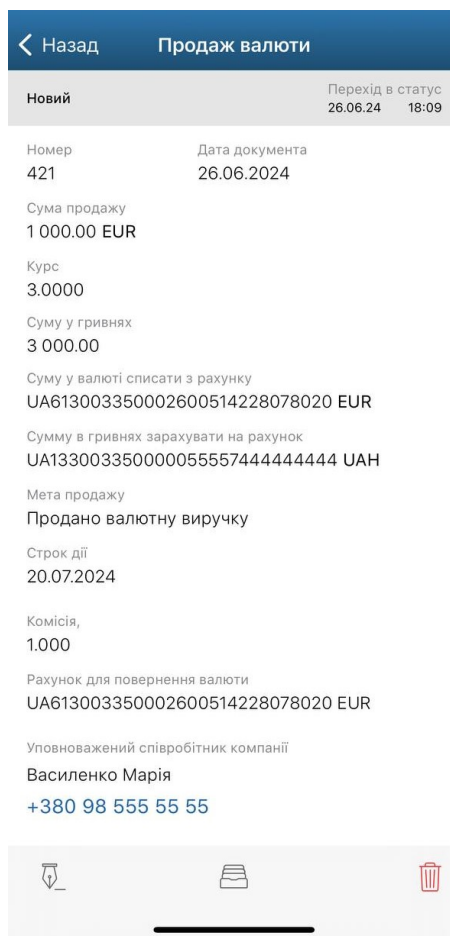 Назад
Продаж валюти
Новий
Перехід в статус
26.06.24 18:09
Номер
Дата документа
421
26.06.2024
Сума продажу
1 000.00 EUR
Курс
3.0000
Суму у гривнях
3 000.00
Суму у валюті списати з рахунку
UA613003350002600514228078020 EUR
Сумму в гривнях зарахувати на рахунок
UA133003350000055557444444444 UAH
Мета продажу
Продано валютну виручку
Строк дії
20.07.2024
Комісія,
1.000
Рахунок для повернення валюти
UA613003350002600514228078020 EUR
Уповноважений співробітник компанії
Василенко Марія
+380 98 555 55 55